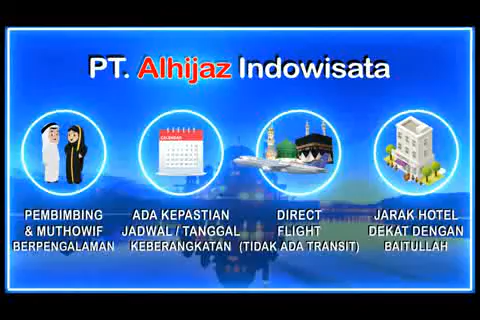 PT. Alhijaz Indowisata
CALENDAR
PEMBIMBING
& MUTHOWIF
BERPENGALAMAN
ADA KEPASTIAN
JADWAL / TANGGAL
KEBERANGKATAN
DIRECT
FLIGHT
(TIDAK ADA TRANSIT)
JARAK HOTEL
DEKAT DENGAN
BAITULLAH